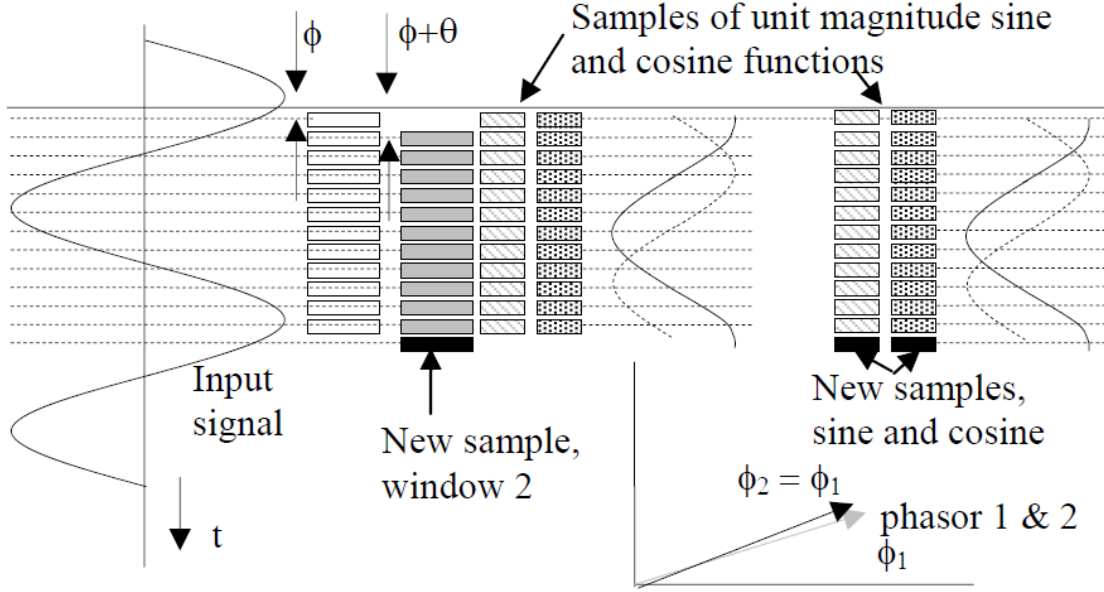 Samples of unit magnitude sine
and cosine functions
ϕ
ϕ+θ
Input
signal
New sample,
window 2
t
New samples,
sine and cosine
ϕ₂ = ϕ₁
phasor 1 & 2
ϕ₁